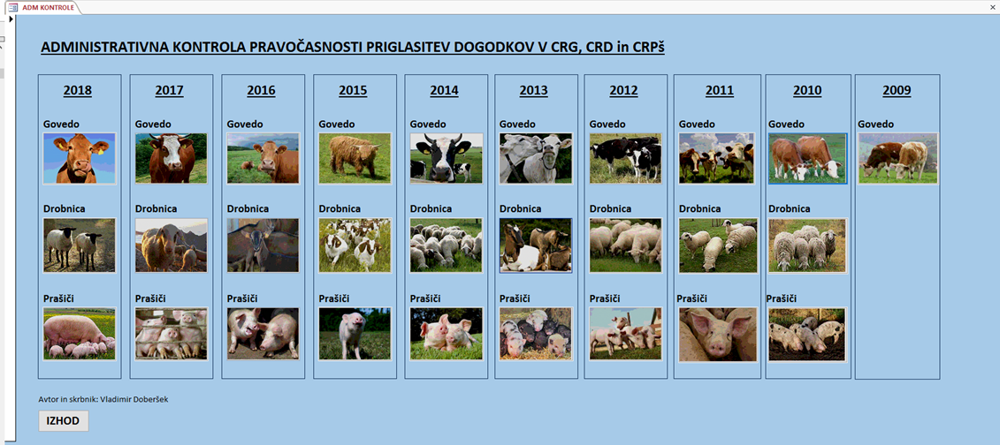 ADM KONTROLE
ADMINISTRATIVNA KONTROLA PRAVOČASNOSTI PRIGLASITEV DOGODKOV V CRG, CRD in CRPš
2018 2017 2016 2015 2014 2013 2012 2011 2010 2009
Govedo Govedo Govedo Govedo Govedo Govedo Govedo Govedo Govedo Govedo
Drobnica Drobnica Drobnica Drobnica Drobnica Drobnica Drobnica Drobnica Drobnica
Prašiči Prašiči Prašiči Prašiči Prašiči Prašiči Prašiči Prašiči Prašiči
Avtor in skrbnik: Vladimir Doberšek
IZHOD